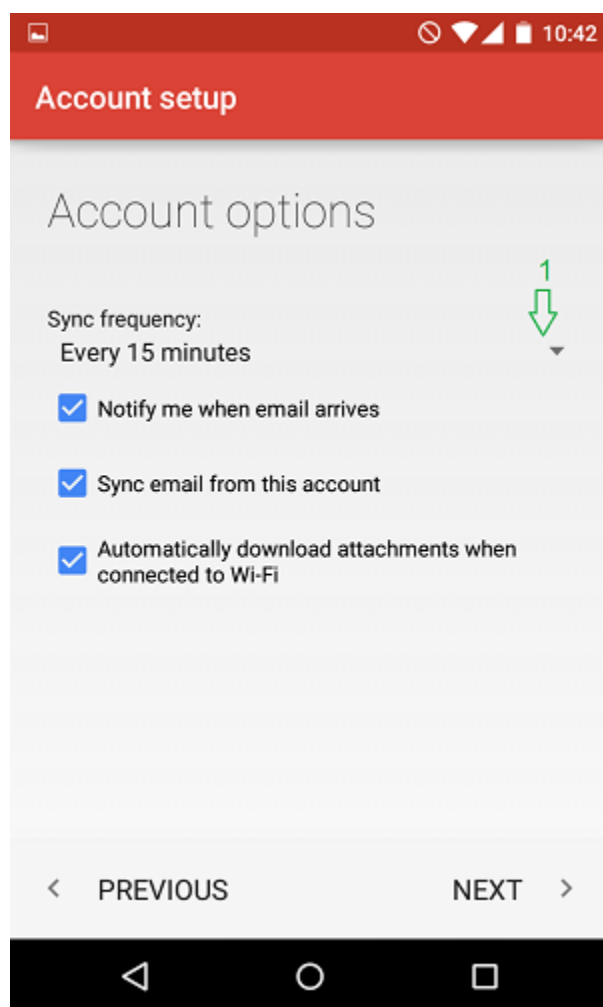 10:42
Account setup
Account options
1
Sync frequency:
Every 15 minutes
Notify me when email arrives
Sync email from this account
Automatically download attachments when
connected to Wi-Fi
PREVIOUS
NEXT